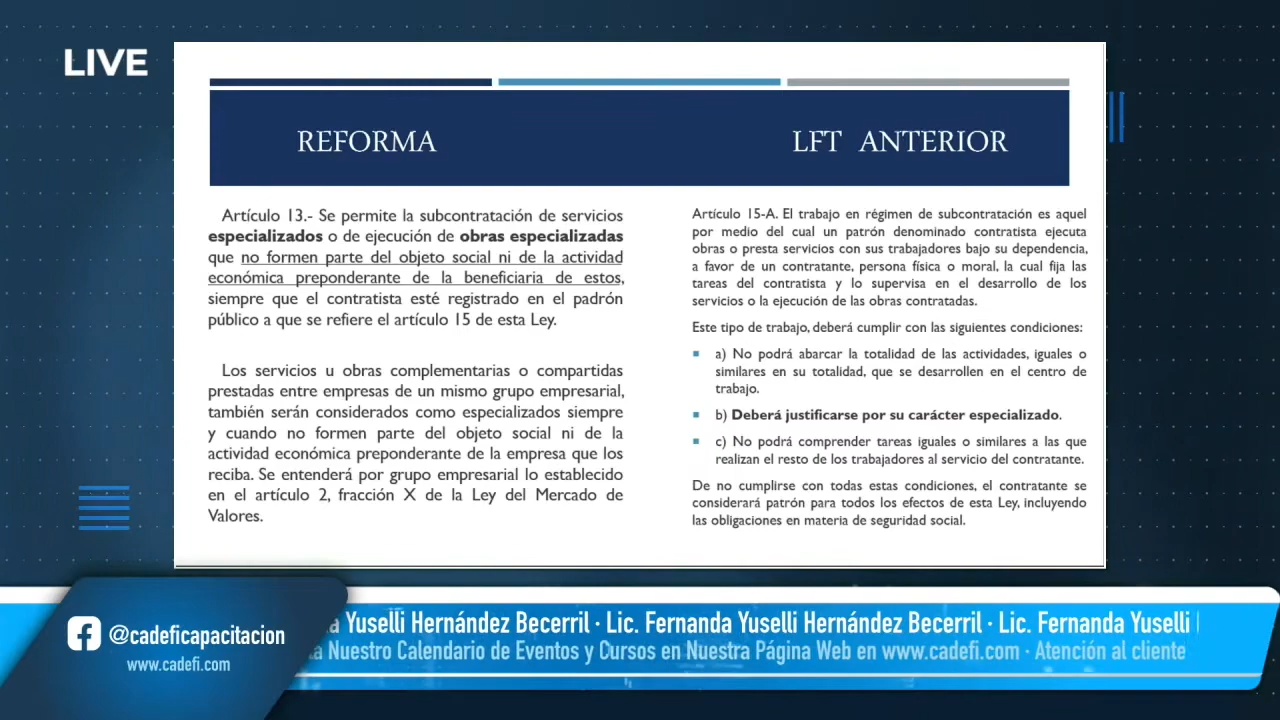 LIVE
REFORMA
LFT ANTERIOR
Artículo 13.- Se permite la subcontratación de servicios
especializados o de ejecución de obras especializadas
que no formen parte del objeto social ni de la actividad
económica preponderante de la beneficiaria de estos,
siempre que el contratista esté registrado en el padrón
público a que se refiere el artículo 15 de esta Ley.
Los servicios u obras complementarias o compartidas
prestadas entre empresas de un mismo grupo empresarial,
también serán considerados como especializados siempre
y cuando no formen parte del objeto social ni de la
actividad económica preponderante de la empresa que los
reciba. Se entenderá por grupo empresarial lo establecido
en el artículo 2, fracción X de la Ley del Mercado de
Valores.
Artículo 15-A. El trabajo en régimen de subcontratación es aquel
por medio del cual un patrón denominado contratista ejecuta
obras o presta servicios con sus trabajadores bajo su dependencia,
a favor de un contratante, persona física o moral, la cual fija las
tareas del contratista y lo supervisa en el desarrollo de los
servicios o la ejecución de las obras contratadas.
Este tipo de trabajo, deberá cumplir con las siguientes condiciones:
a) No podrá abarcar la totalidad de las actividades, iguales o
similares en su totalidad, que se desarrollen en el centro de
trabajo.
b) Deberá justificarse por su carácter especializado.
c) No podrá comprender tareas iguales o similares a las que
realizan el resto de los trabajadores al servicio del contratante.
De no cumplirse con todas estas condiciones, el contratante se
considerará patrón para todos los efectos de esta Ley, incluyendo
las obligaciones en materia de seguridad social.
@cadeficapacitacion
www.cadefi.com
a Yuselli Hernández Becerril · Lic. Fernanda Yuselli Hernández Becerril · Lic. Fernanda Yuselli
ta Nuestro Calendario de Eventos y Cursos en Nuestra Página Web en www.cadefi.com · Atención al cliente